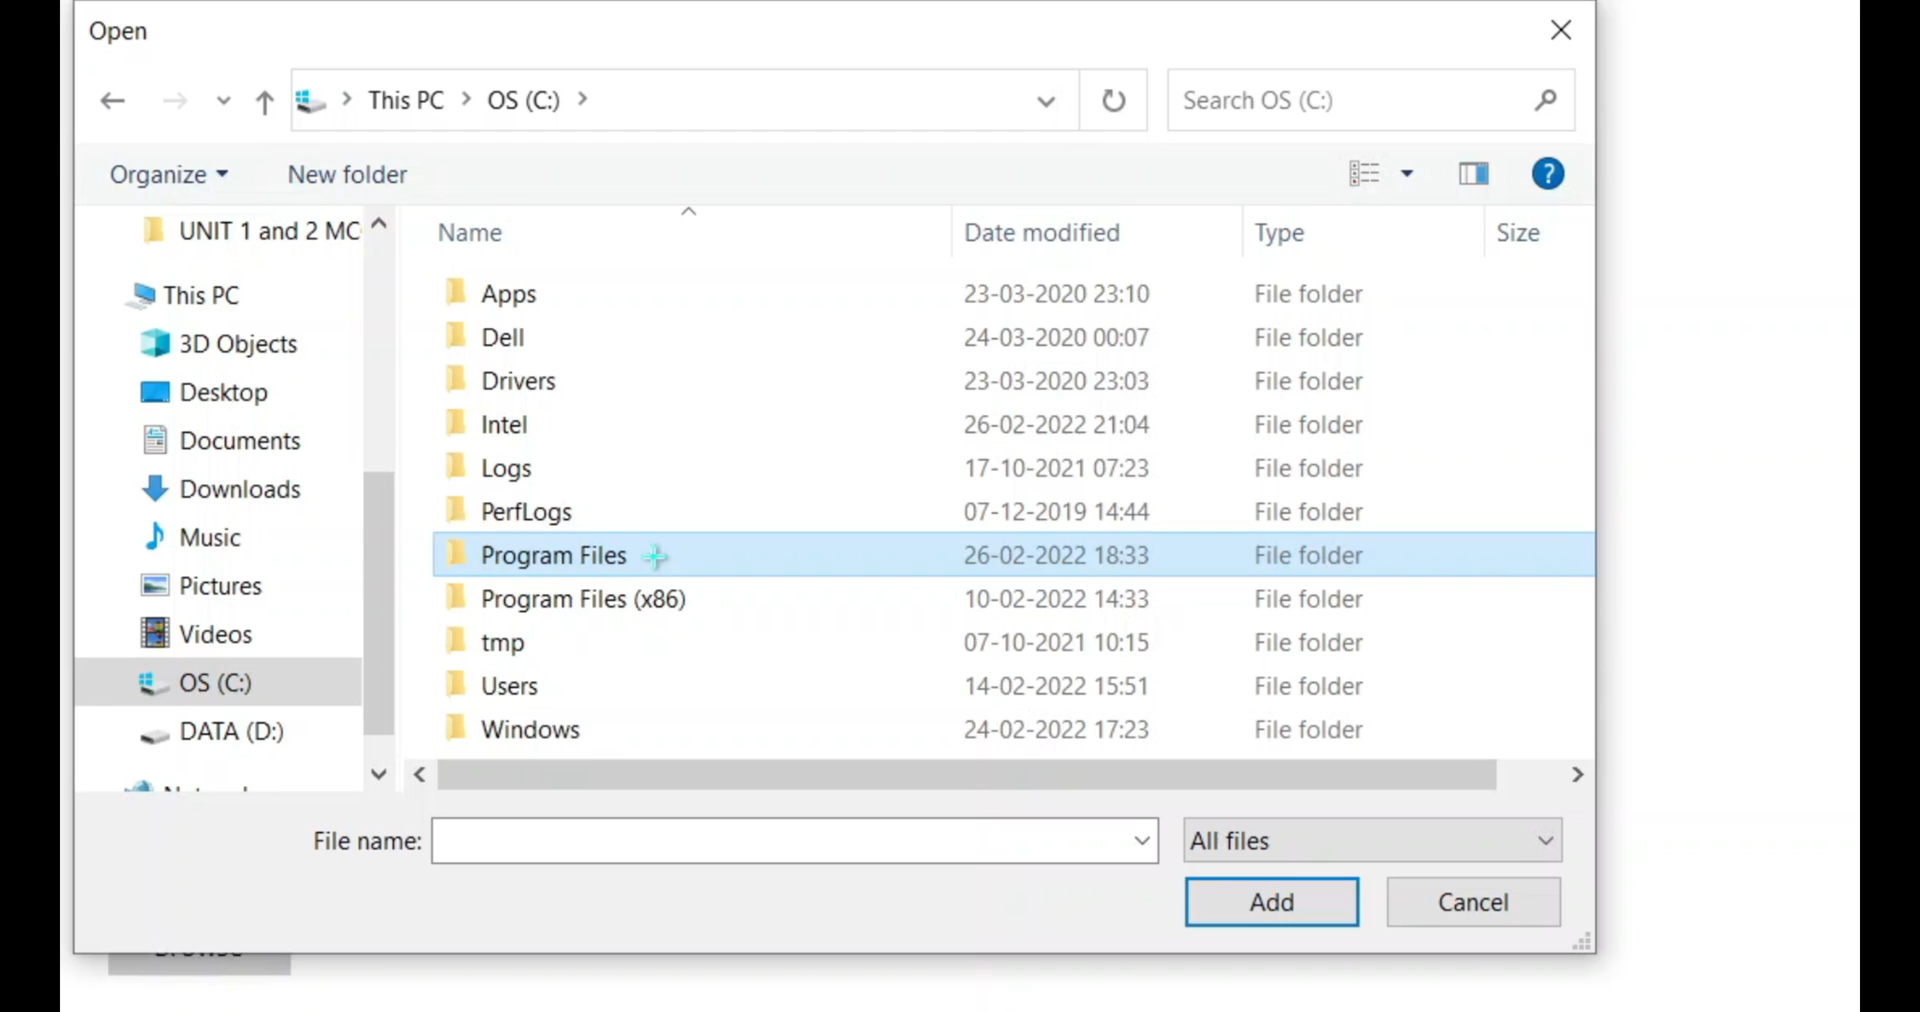 Open
This PC
OS (C:)
Search OS (C:)
Organize
New folder
?
UNIT 1 and 2 MC
This PC
3D Objects
Desktop
Documents
Downloads
Music
Pictures
Videos
OS (C:)
DATA (D:)
Name Date modified Type Size
Apps 23-03-2020 23:10 File folder
Dell 24-03-2020 00:07 File folder
Drivers 23-03-2020 23:03 File folder
Intel 26-02-2022 21:04 File folder
Logs 17-10-2021 07:23 File folder
PerfLogs 07-12-2019 14:44 File folder
Program Files 26-02-2022 18:33 File folder
Program Files (x86) 10-02-2022 14:33 File folder
tmp 07-10-2021 10:15 File folder
Users 14-02-2022 15:51 File folder
Windows 24-02-2022 17:23 File folder
File name:
All files
Add
Cancel